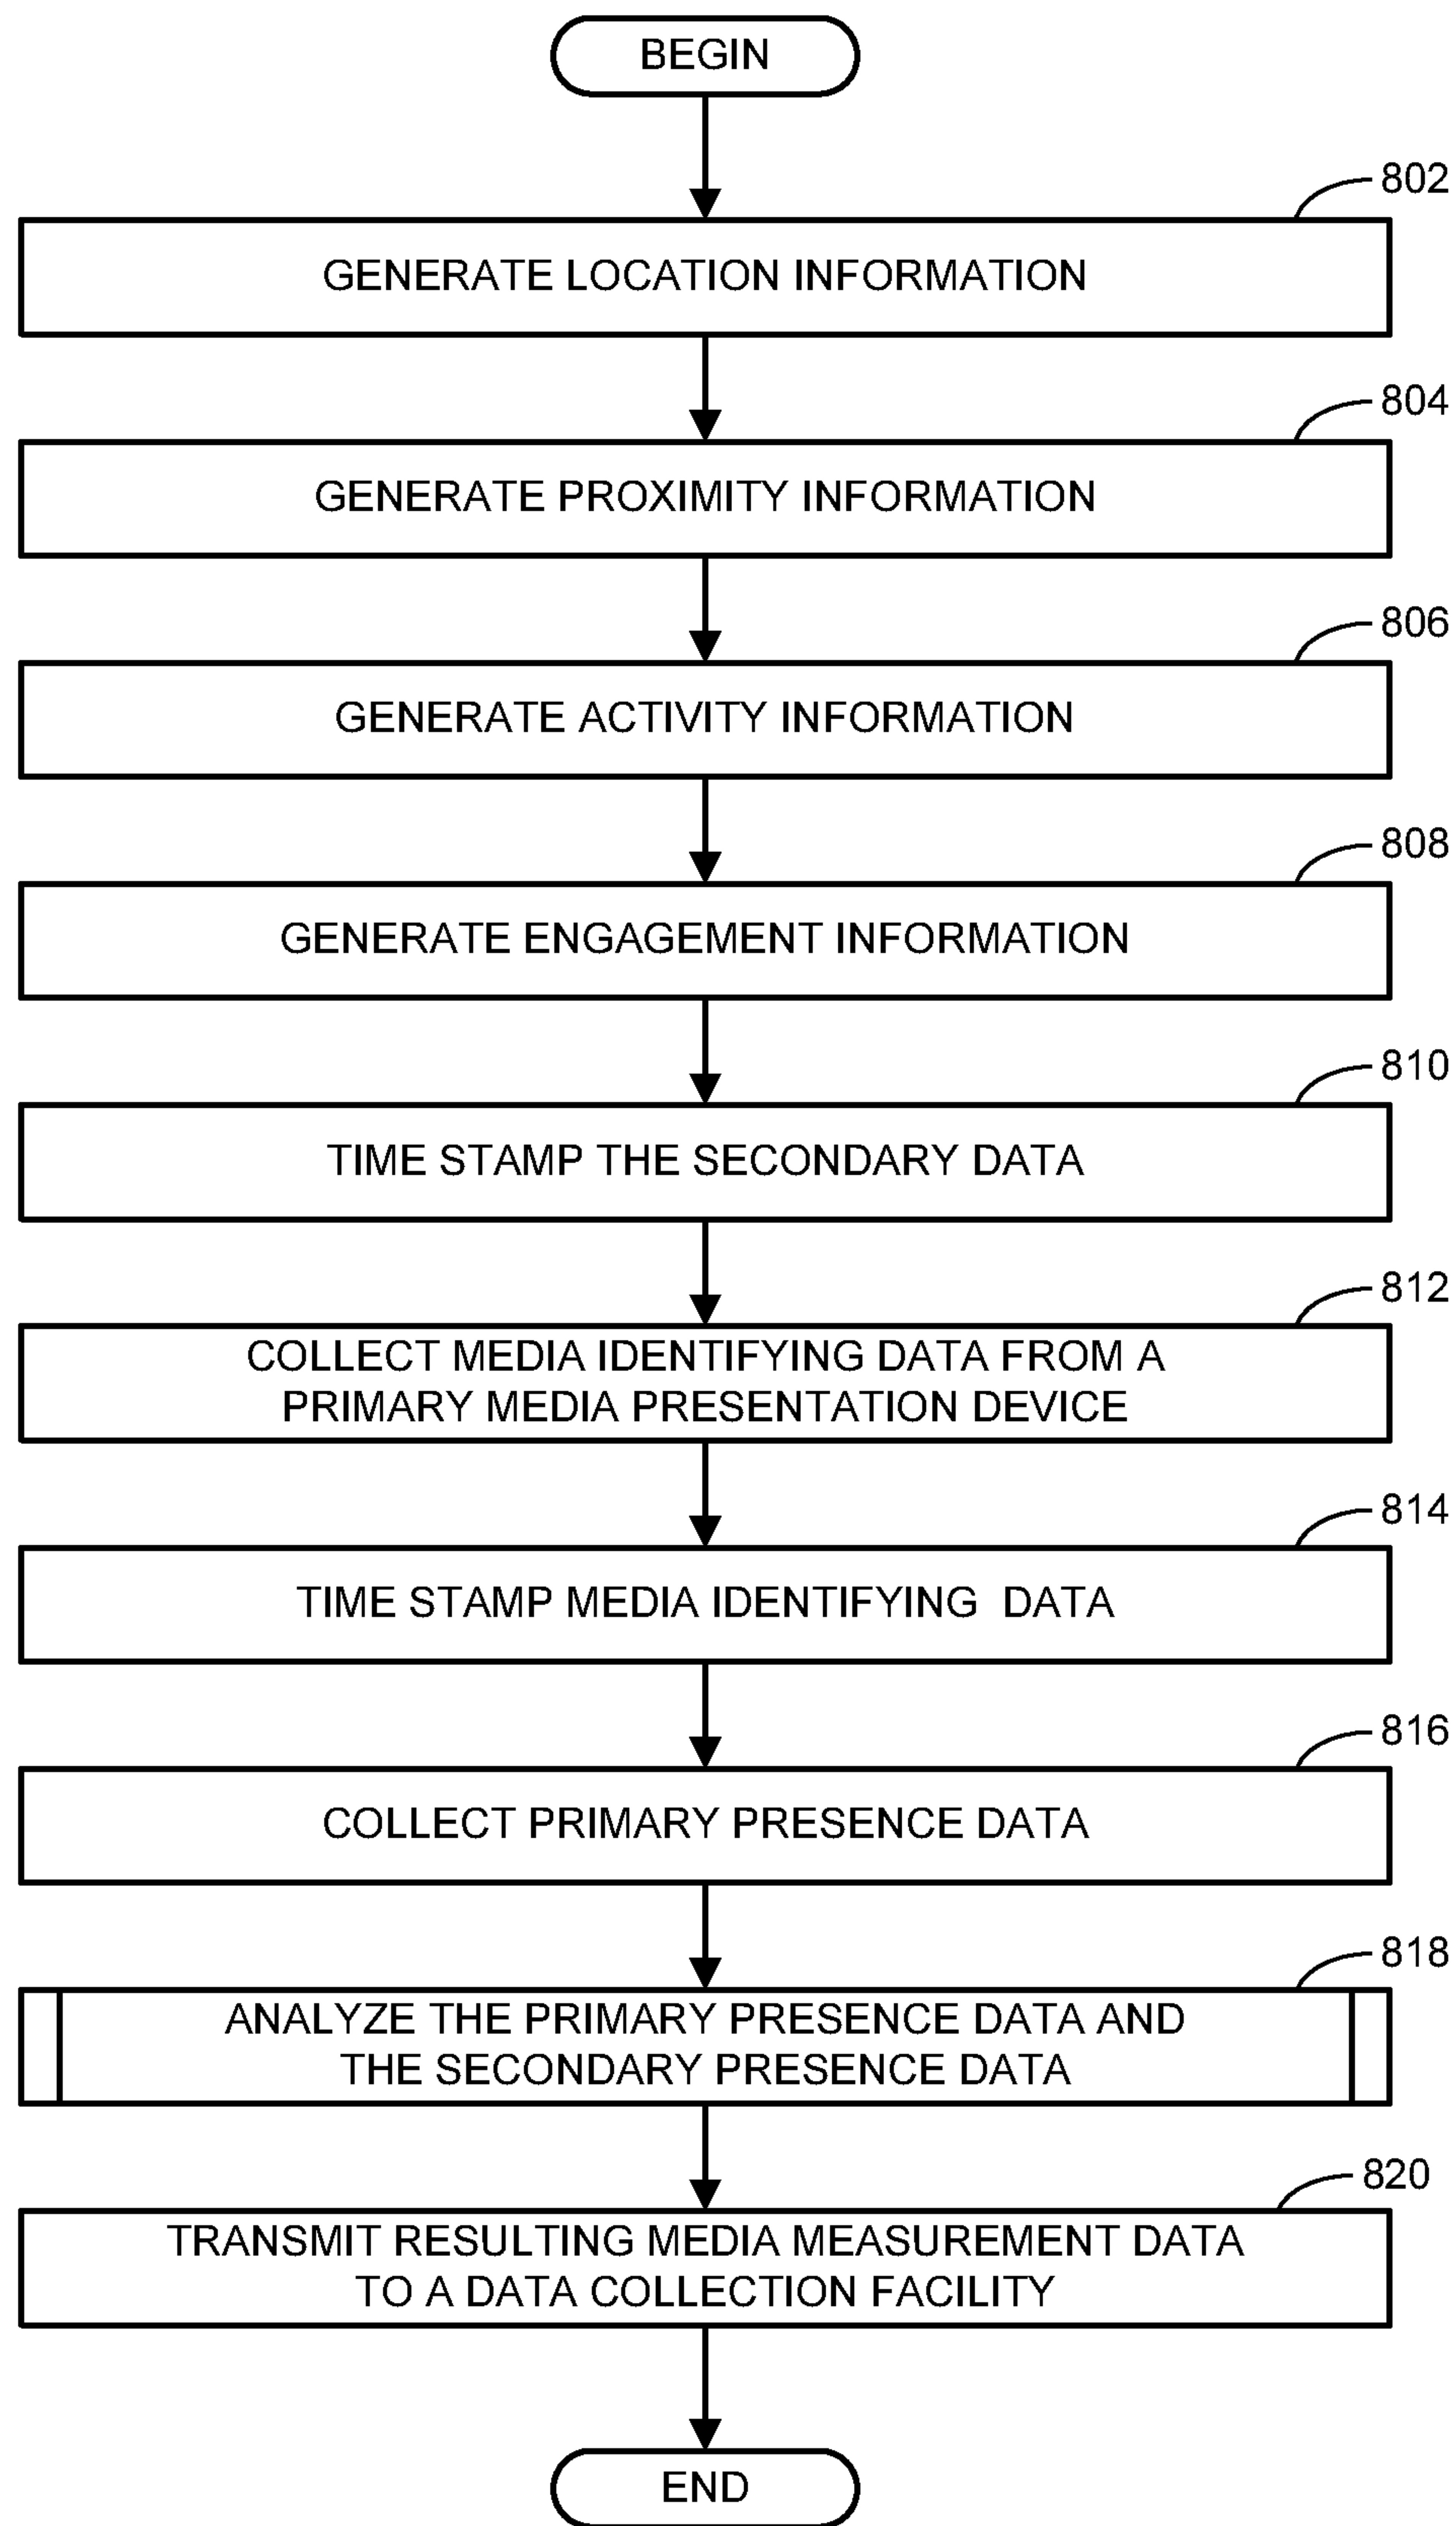 BEGIN
802
GENERATE LOCATION INFORMATION
804
GENERATE PROXIMITY INFORMATION
806
GENERATE ACTIVITY INFORMATION
808
GENERATE ENGAGEMENT INFORMATION
810
TIME STAMP THE SECONDARY DATA
812
COLLECT MEDIA IDENTIFYING DATA FROM A
PRIMARY MEDIA PRESENTATION DEVICE
814
TIME STAMP MEDIA IDENTIFYING  DATA
816
COLLECT PRIMARY PRESENCE DATA
818
ANALYZE THE PRIMARY PRESENCE DATA AND
THE SECONDARY PRESENCE DATA
820
TRANSMIT RESULTING MEDIA MEASUREMENT DATA
TO A DATA COLLECTION FACILITY
END